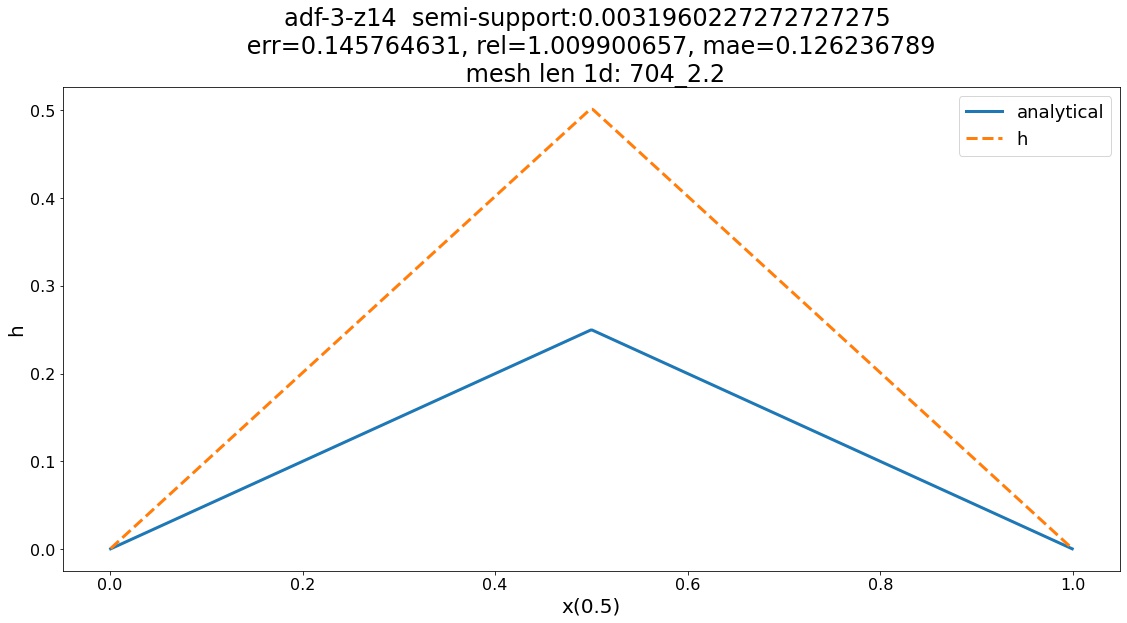 adf-3-z14  semi-support:0.0031960227272727275
err=0.145764631, rel=1.009900657, mae=0.126236789
mesh len 1d: 704_2.2
analytical
h
0.5
0.4
0.3
0.2
0.1
0.0
h
0.0
0.2
0.4
0.6
0.8
1.0
x(0.5)